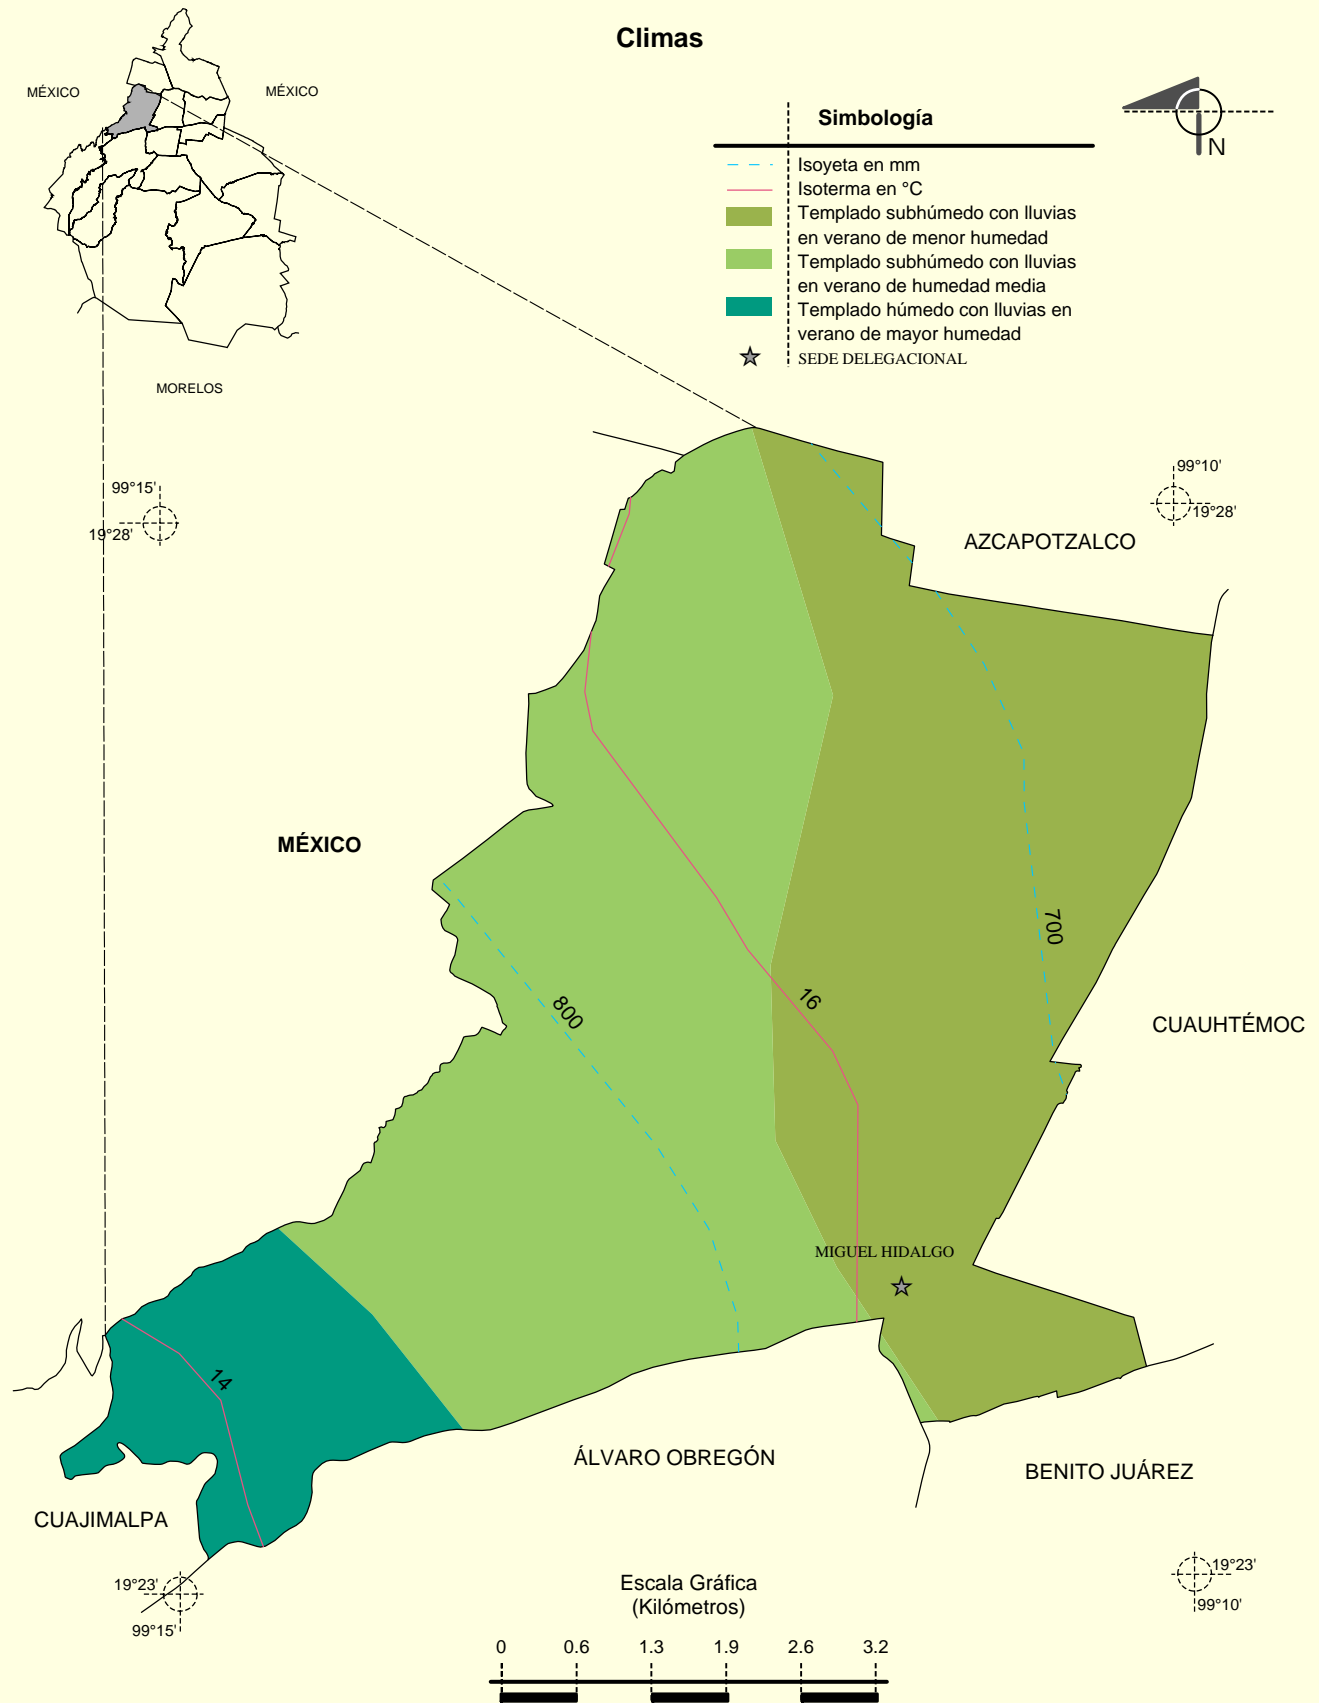 Climas
MÉXICO
MÉXICO
MORELOS
Simbología
Isoyeta en mm
Isoterma en °C
Templado subhúmedo con lluvias
en verano de menor humedad
Templado subhúmedo con lluvias
en verano de humedad media
Templado húmedo con lluvias en
verano de mayor humedad
SEDE DELEGACIONAL
N
99°15'
19°28'
99°10'
19°28'
AZCAPOTZALCO
MÉXICO
700
800
16
CUAUHTÉMOC
MIGUEL HIDALGO
14
ÁLVARO OBREGÓN
BENITO JUÁREZ
CUAJIMALPA
19°23'
99°15'
19°23'
99°10'
Escala Gráfica
(Kilómetros)
0 0.6 1.3 1.9 2.6 3.2